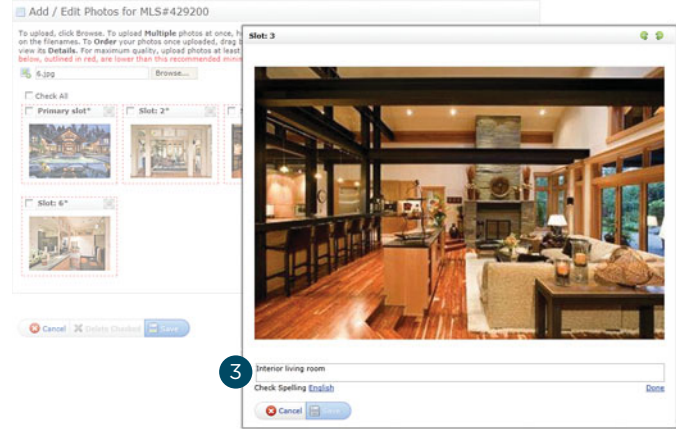 Add / Edit Photos for MLS#429200
To upload, click Browse. To upload Multiple photos at once, h
on the filenames. To Order your photos once uploaded, drag b
view its Details. For maximum quality, upload photos at least
below, outlined in red, are lower than this recommended mini
6.jpg
Browse...
Check All
Primary slot*
Slot: 2*
Slot: 6*
Cancel
Delete Checked
Save
Slot: 3
3
Interior living room
Check Spelling English
Done
Cancel
Save